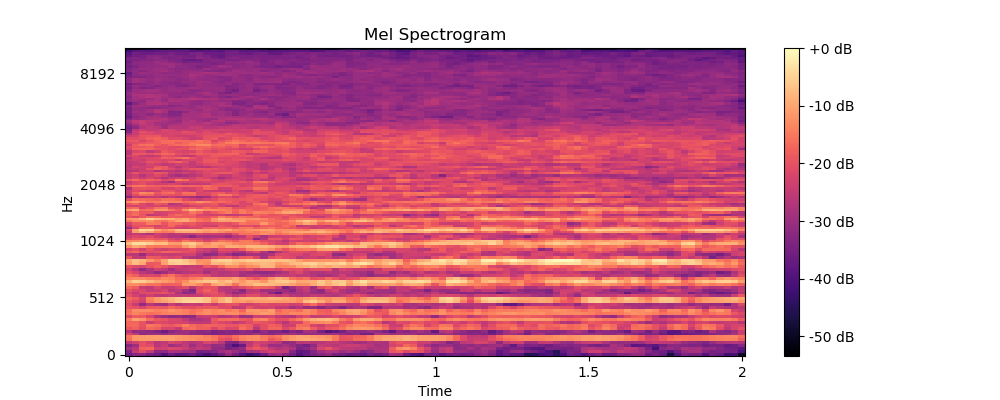 Mel Spectrogram
+0 dB
8192
-10 dB
4096
-20 dB
2048
Hz
-30 dB
1024
-40 dB
512
-50 dB
0
0 0.5 1 1.5 2
Time